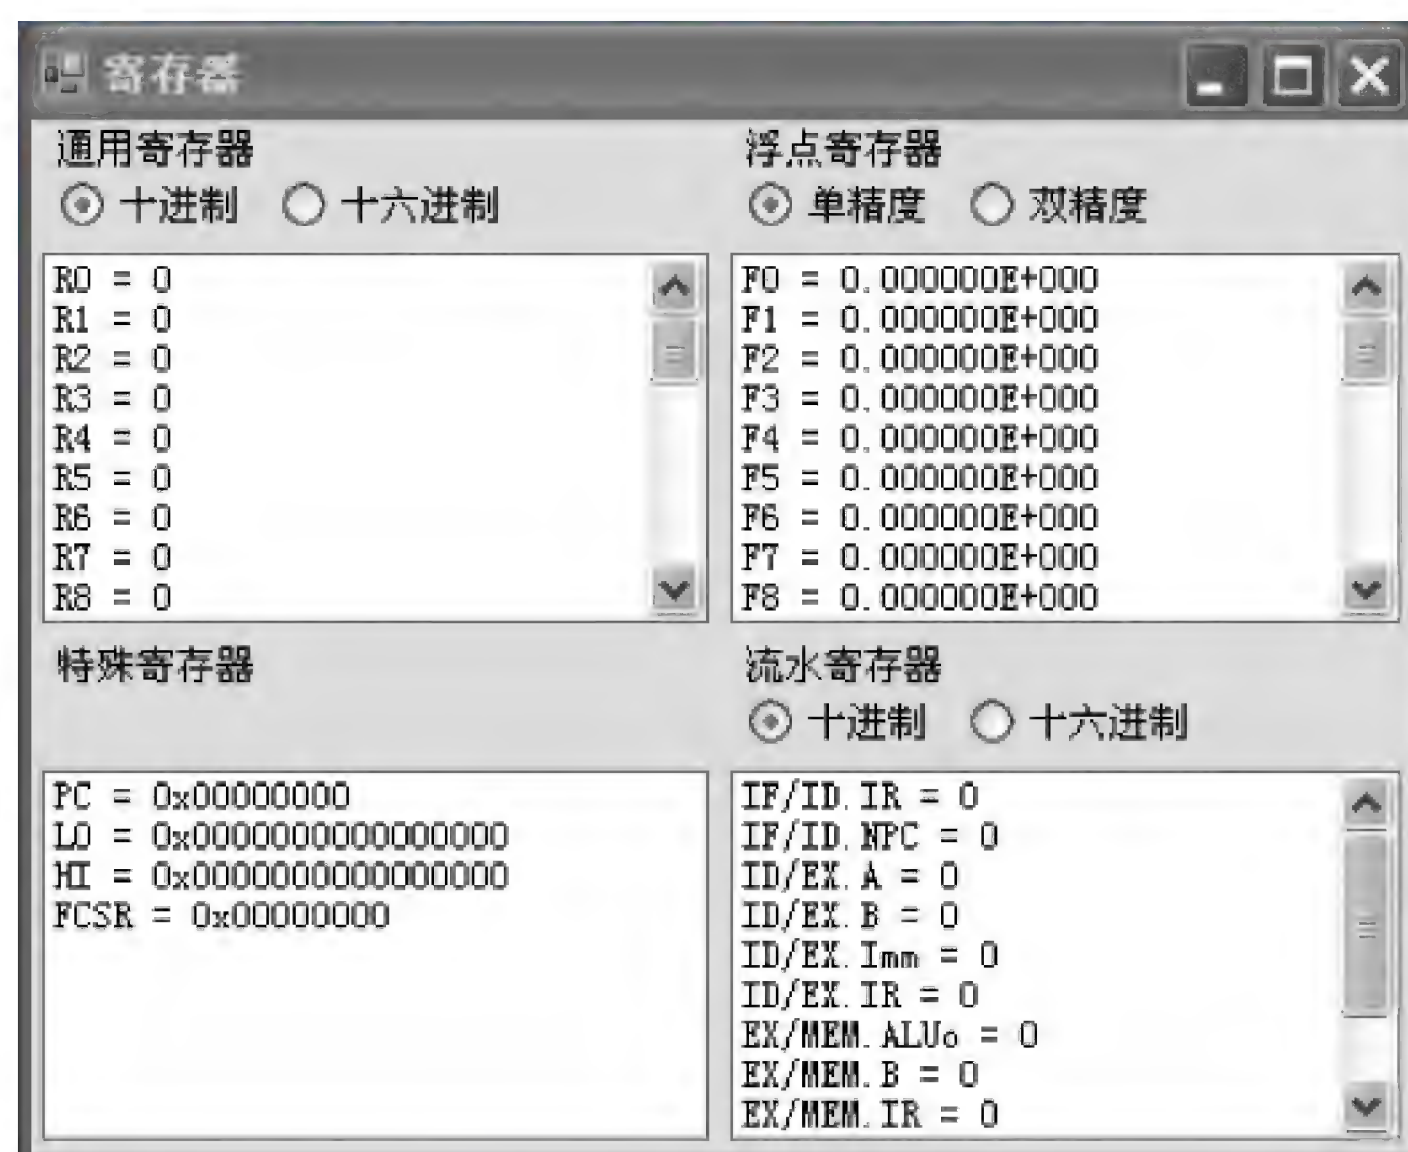 寄存器
通用寄存器
十进制 十六进制
R0 = 0
R1 = 0
R2 = 0
R3 = 0
R4 = 0
R5 = 0
R6 = 0
R7 = 0
R8 = 0
浮点寄存器
单精度 双精度
F0 = 0.000000E+000
F1 = 0.000000E+000
F2 = 0.000000E+000
F3 = 0.000000E+000
F4 = 0.000000E+000
F5 = 0.000000E+000
F6 = 0.000000E+000
F7 = 0.000000E+000
F8 = 0.000000E+000
特殊寄存器
PC = 0x00000000
LO = 0x0000000000000000
HI = 0x0000000000000000
FCSR = 0x00000000
流水寄存器
十进制 十六进制
IF/ID.IR = 0
IF/ID.NPC = 0
ID/EX.A = 0
ID/EX.B = 0
ID/EX.Imm = 0
ID/EX.IR = 0
EX/MEM.ALUo = 0
EX/MEM.B = 0
EX/MEM.IR = 0